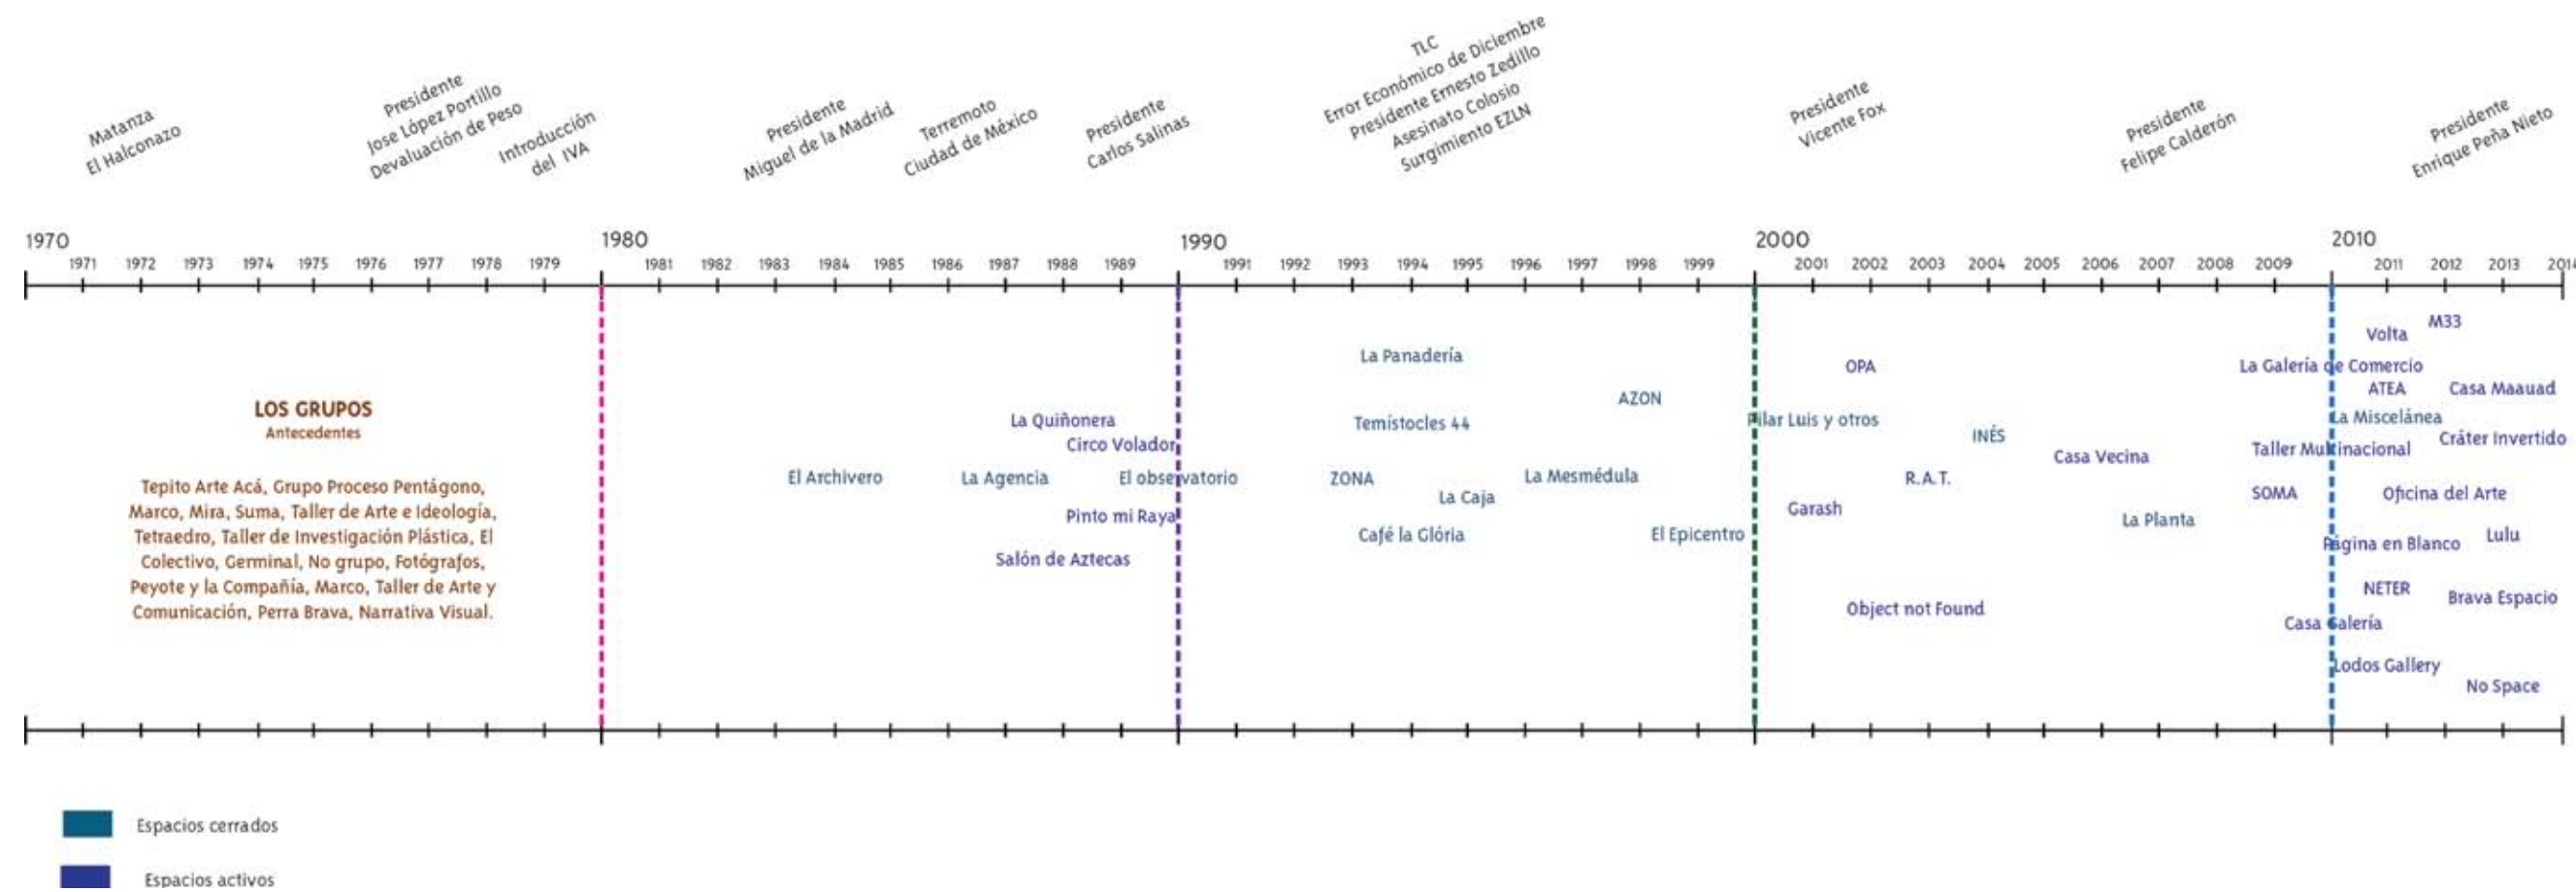 Matanza
El Halconazo
Presidente
Jose López Portillo
Devaluación de Peso
Introducción
del IVA
Presidente
Miguel de la Madrid
Terremoto
Ciudad de México
Presidente
Carlos Salinas
TLC
Error Económico de Diciembre
Presidente Ernesto Zedillo
Asesinato Colosio
Surgimiento EZLN
Presidente
Vicente Fox
Presidente
Felipe Calderón
Presidente
Enrique Peña Nieto
1970 1980 1990 2000 2010
1971 1972 1973 1974 1975 1976 1977 1978 1979 1981 1982 1983 1984 1985 1986 1987 1988 1989 1991 1992 1993 1994 1995 1996 1997 1998 1999 2001 2002 2003 2004 2005 2006 2007 2008 2009 2011 2012 2013 2014
LOS GRUPOS
Antecedentes
Tepito Arte Acá, Grupo Proceso Pentágono,
Marco, Mira, Suma, Taller de Arte e Ideología,
Tetraedro, Taller de Investigación Plástica, El
Colectivo, Germinal, No grupo, Fotógrafos,
Peyote y la Compañía, Marco, Taller de Arte y
Comunicación, Perra Brava, Narrativa Visual.
El Archivero
La Quiñonera
Circo Volador
La Agencia
El observatorio
Pinto mi Raya
Salón de Aztecas
La Panadería
AZON
Temístocles 44
ZONA
La Mesmédula
La Caja
Café la Glória
El Epicentro
OPA
Pilar Luis y otros
INÉS
Casa Vecina
R.A.T.
Garash
La Planta
Object not Found
M33
Volta
La Galería de Comercio
ATEA
Casa Maauad
La Miscelánea
Cráter Invertido
Taller Multinacional
SOMA
Oficina del Arte
Lulu
Página en Blanco
NETER
Brava Espacio
Casa Galería
Lodos Gallery
No Space
Espacios cerrados
Espacios activos